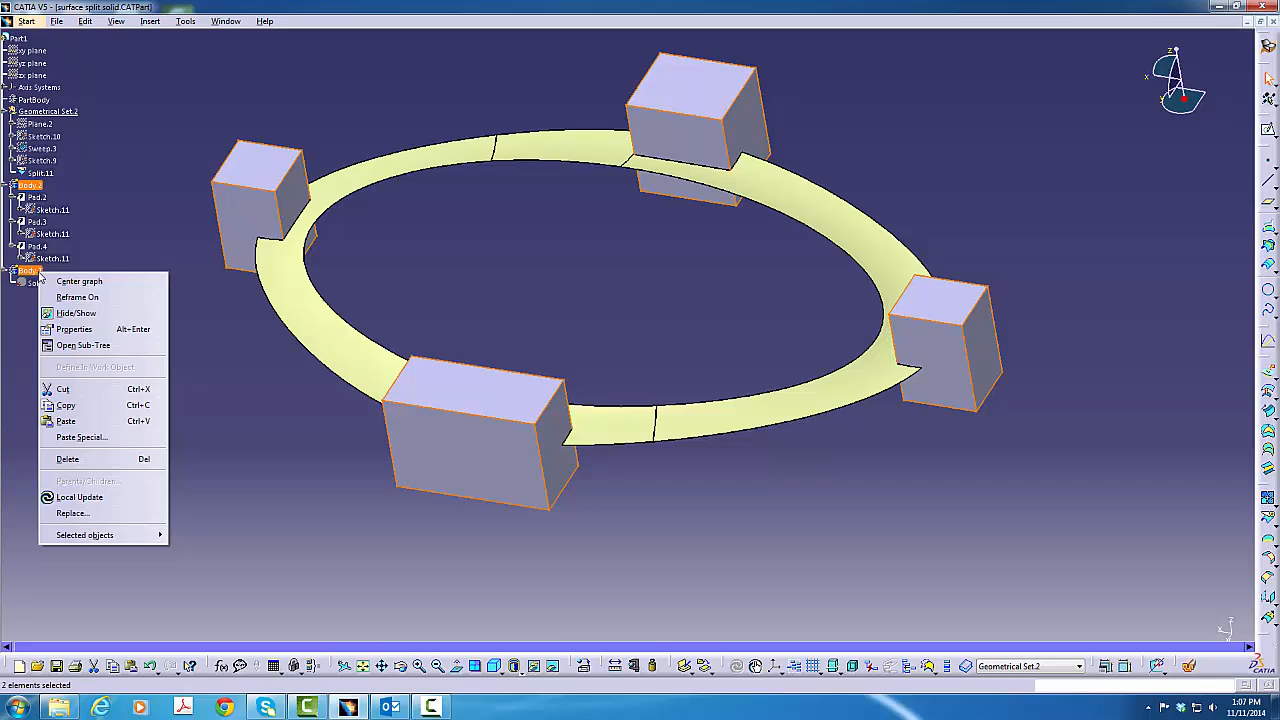 CATIA V5 - [surface split solid.CATPart]
Start File Edit View Insert Tools Window Help
Part1
xy plane
yz plane
zx plane
Axis Systems
PartBody
Geometrical Set.2
Plane.2
Sketch.10
Sweep.3
Sketch.9
Split.11
Body.2
Pad.2
Sketch.11
Pad.3
Sketch.11
Pad.4
Sketch.11
Center graph
Reframe On
Hide/Show
Properties Alt+Enter
Open Sub-Tree
Define In Work Object
Cut Ctrl+X
Copy Ctrl+C
Paste Ctrl+V
Paste Special...
Delete Del
Parents/Children...
Local Update
Replace...
Selected objects
z
x
y
z
x
f(x)
Geometrical Set.2
CATIA
2 elements selected
1:07 PM
11/11/2014